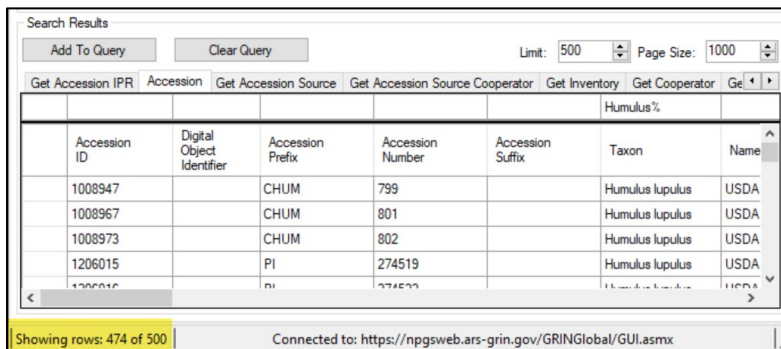 Search Results
Add To Query Clear Query Limit: 500 Page Size: 1000
Get Accession IPR Accession Get Accession Source Get Accession Source Cooperator Get Inventory Get Cooperator Ge
Humulus%
Accession ID Digital Object Identifier Accession Prefix Accession Number Accession Suffix Taxon Name
1008947 CHUM 799 Humulus lupulus USDA
1008967 CHUM 801 Humulus lupulus USDA
1008973 CHUM 802 Humulus lupulus USDA
1206015 PI 274519 Humulus lupulus USDA
Showing rows: 474 of 500 Connected to: https://npgsweb.ars-grin.gov/GRINGlobal/GUI.asmx